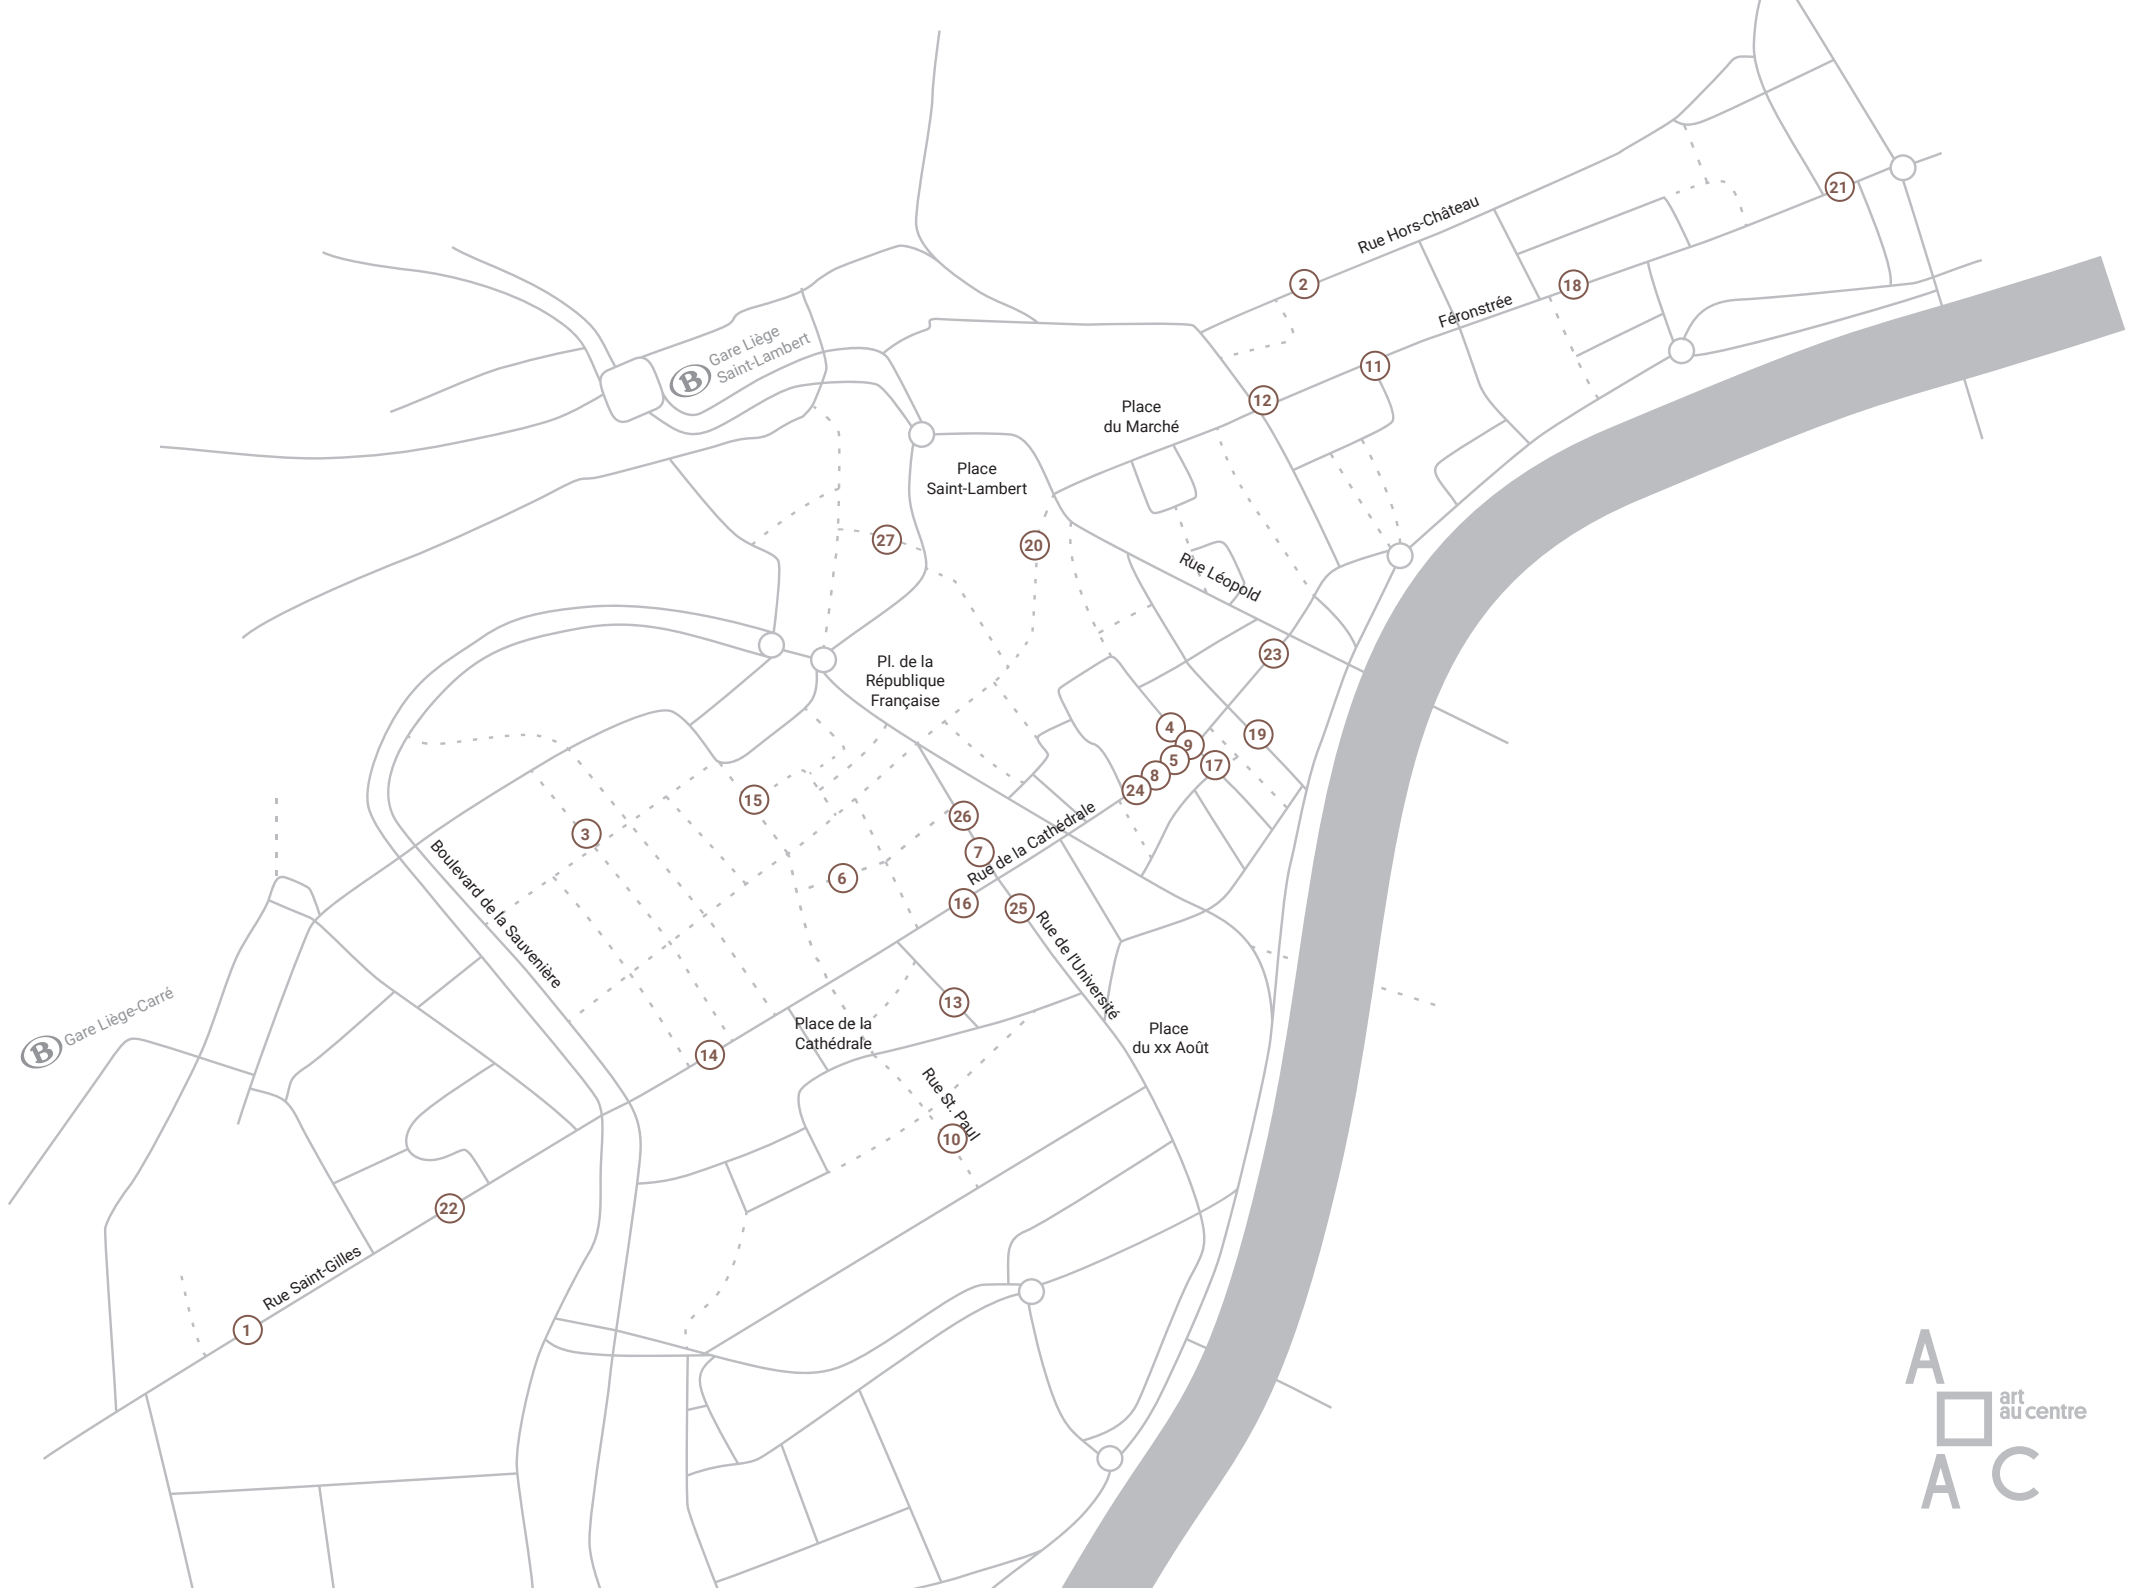 21
Rue Hors-Château
2
18
Féronstrée
B
Gare Liège
Saint-Lambert
11
12
Place
du Marché
Place
Saint-Lambert
27
20
Rue Léopold
23
Pl. de la
République
Française
4
9
19
5
17
8
24
15
26
3
7
Rue de la Cathédrale
Boulevard de la Sauvenière
6
16
25
Rue de l'Université
B
Gare Liège-Carré
13
Place de la
Cathédrale
Place
du xx Août
14
Rue St. Paul
10
22
Rue Saint-Gilles
1
A
art
au centre
A C